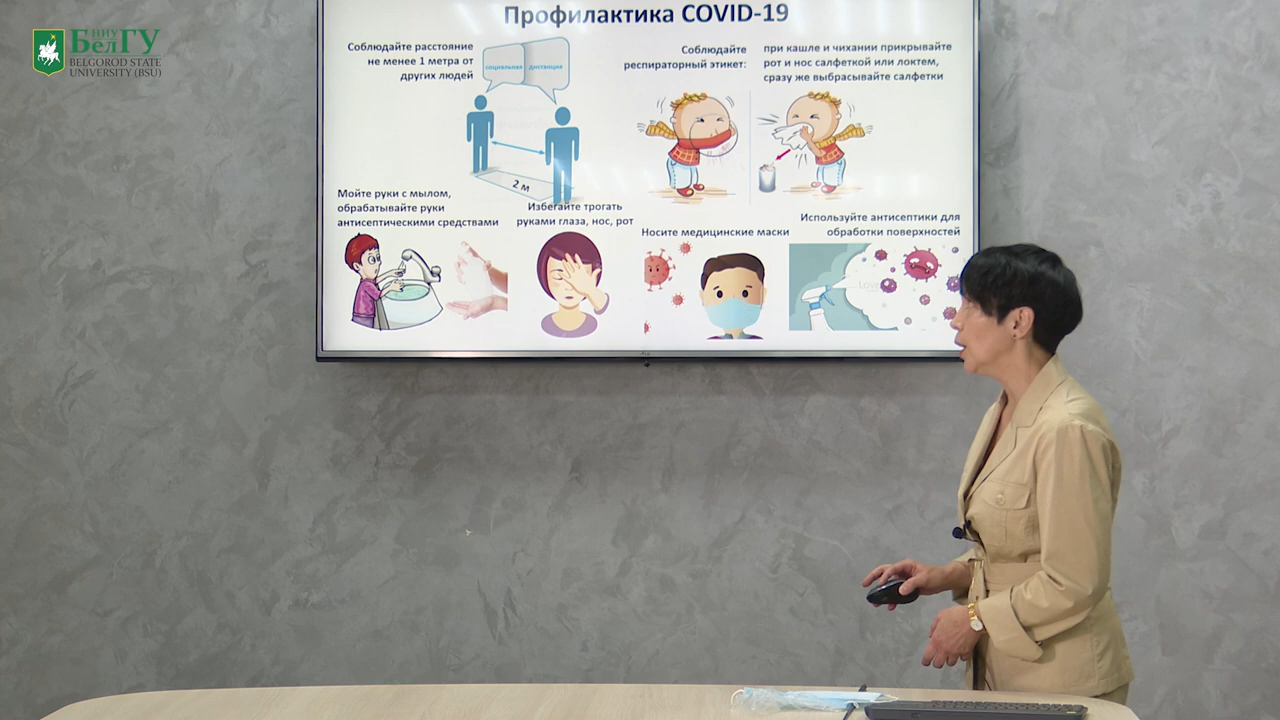 НИУ
БелГУ
BELGOROD STATE
UNIVERSITY (BSU)
Профилактика COVID-19
Соблюдайте расстояние
не менее 1 метра от
других людей
социальная дистанция
2 м
Соблюдайте
респираторный этикет:
при кашле и чихании прикрывайте
рот и нос салфеткой или локтем,
сразу же выбрасывайте салфетки
Мойте руки с мылом,
обрабатывайте руки
антисептическими средствами
Избегайте трогать
руками глаза, нос, рот
Носите медицинские маски
Используйте антисептики для
обработки поверхностей